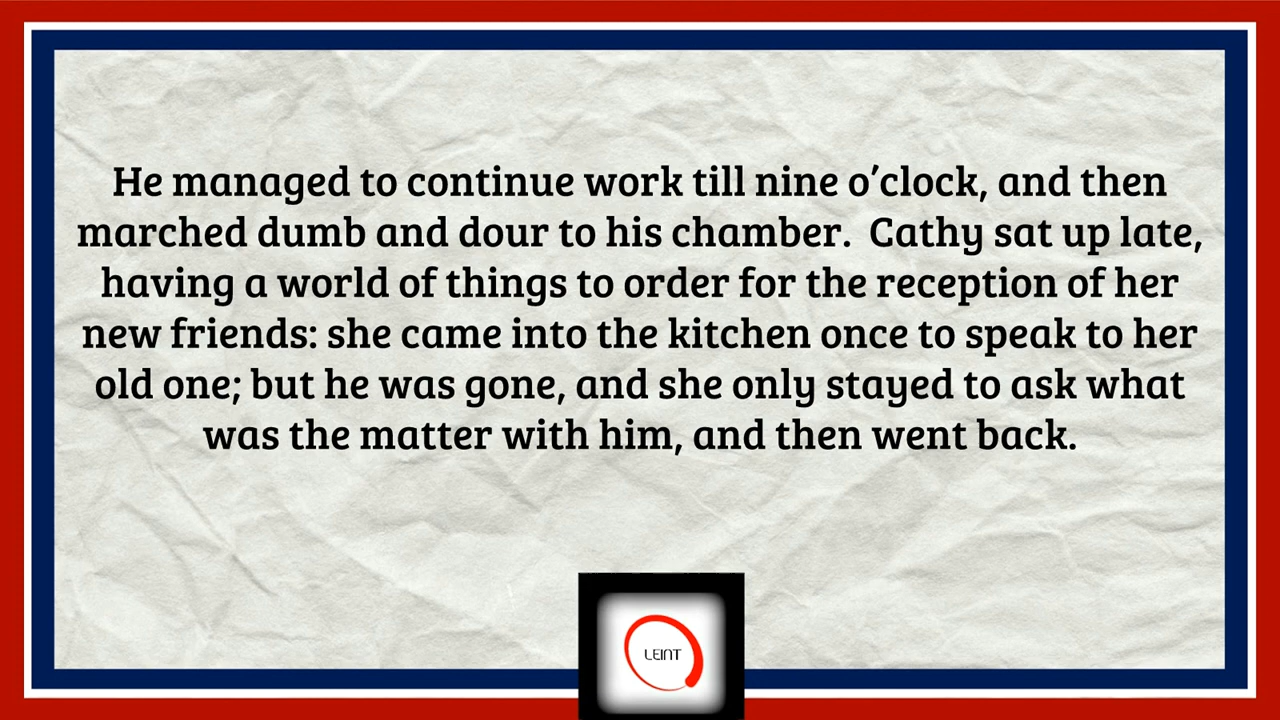 He managed to continue work till nine o’clock, and then
marched dumb and dour to his chamber.  Cathy sat up late,
having a world of things to order for the reception of her
new friends: she came into the kitchen once to speak to her
old one; but he was gone, and she only stayed to ask what
was the matter with him, and then went back.
LEINT